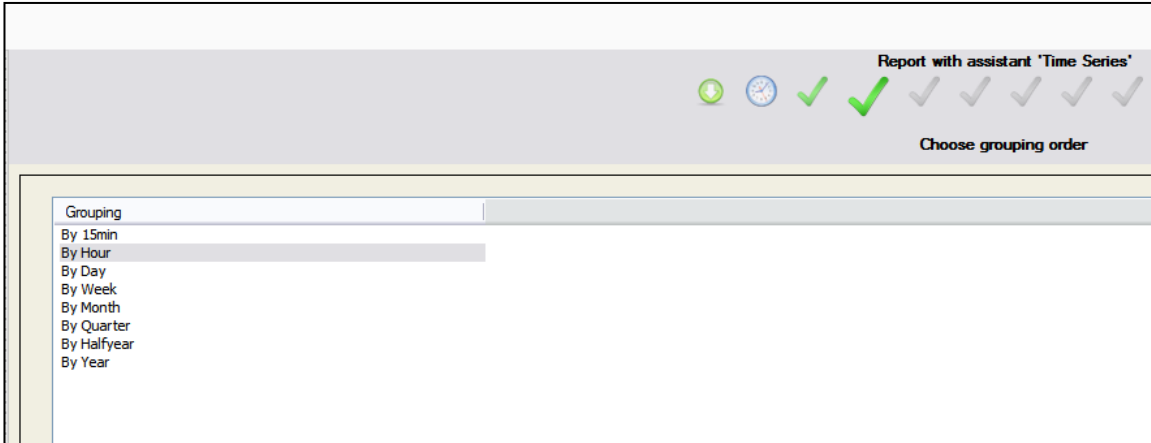 Report with assistant 'Time Series'
Choose grouping order
Grouping
By 15min
By Hour
By Day
By Week
By Month
By Quarter
By Halfyear
By Year